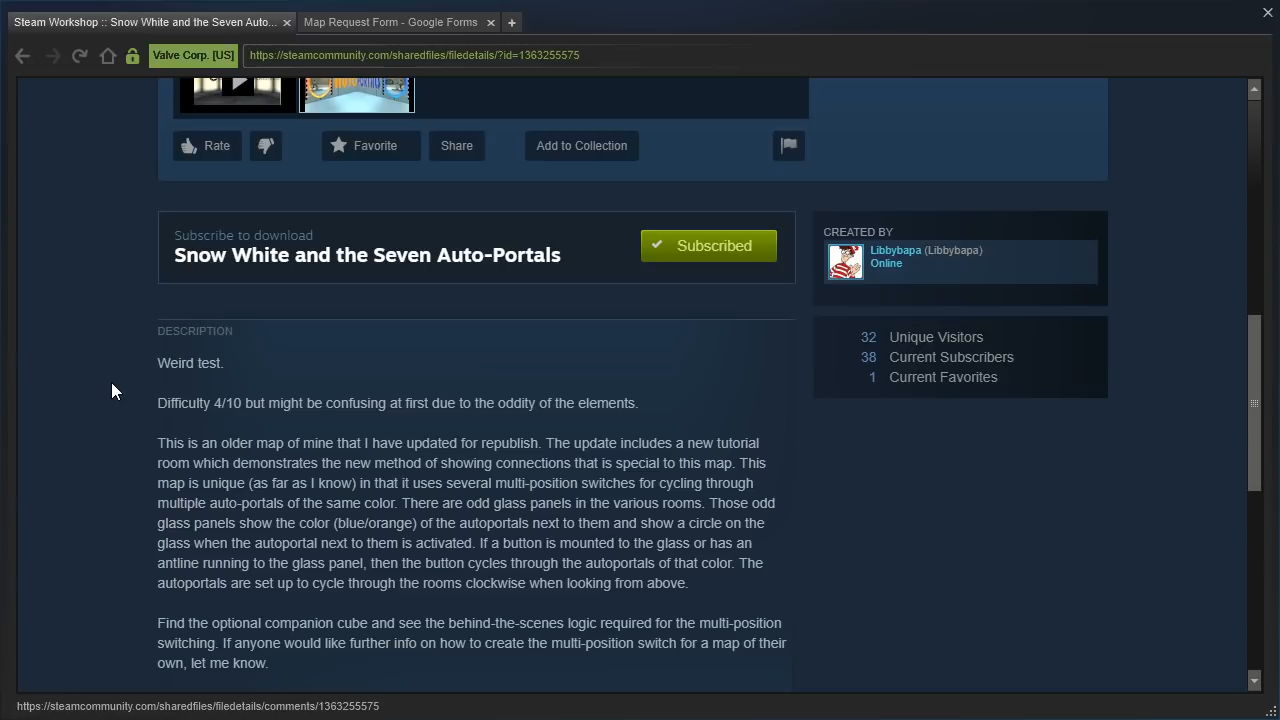 Steam Workshop :: Snow White and the Seven Auto...
Map Request Form - Google Forms
Valve Corp. [US]
https://steamcommunity.com/sharedfiles/filedetails/?id=1363255575
Rate
Favorite
Share
Add to Collection
Subscribe to download
Snow White and the Seven Auto-Portals
Subscribed
CREATED BY
Libbybapa (Libbybapa)
Online
32 Unique Visitors
38 Current Subscribers
1 Current Favorites
DESCRIPTION
Weird test.
Difficulty 4/10 but might be confusing at first due to the oddity of the elements.
This is an older map of mine that I have updated for republish. The update includes a new tutorial
room which demonstrates the new method of showing connections that is special to this map. This
map is unique (as far as I know) in that it uses several multi-position switches for cycling through
multiple auto-portals of the same color. There are odd glass panels in the various rooms. Those odd
glass panels show the color (blue/orange) of the autoportals next to them and show a circle on the
glass when the autoportal next to them is activated. If a button is mounted to the glass or has an
antline running to the glass panel, then the button cycles through the autoportals of that color. The
autoportals are set up to cycle through the rooms clockwise when looking from above.
Find the optional companion cube and see the behind-the-scenes logic required for the multi-position
switching. If anyone would like further info on how to create the multi-position switch for a map of their
own, let me know.
https://steamcommunity.com/sharedfiles/filedetails/comments/1363255575